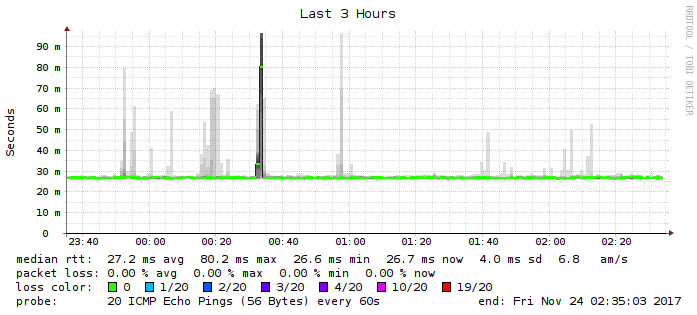 Last 3 Hours
RRDTOOL / TOBI OETIKER
Seconds
90 m
80 m
70 m
60 m
50 m
40 m
30 m
20 m
10 m
0
23:40 00:00 00:20 00:40 01:00 01:20 01:40 02:00 02:20
median rtt: 27.2 ms avg 80.2 ms max 26.6 ms min 26.7 ms now 4.0 ms sd 6.8 am/s
packet loss: 0.00 % avg 0.00 % max 0.00 % min 0.00 % now
loss color: 0 1/20 2/20 3/20 4/20 10/20 19/20
probe: 20 ICMP Echo Pings (56 Bytes) every 60s end: Fri Nov 24 02:35:03 2017